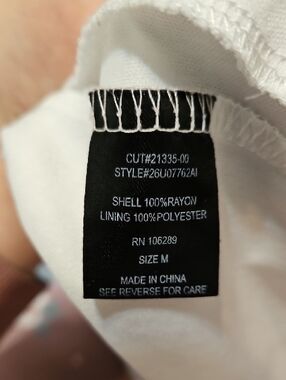 CUT#21335-00
STYLE#26U07762AI
SHELL 100%RAYON
LINING 100%POLYESTER
RN 106289
SIZE M
MADE IN CHINA
SEE REVERSE FOR CARE